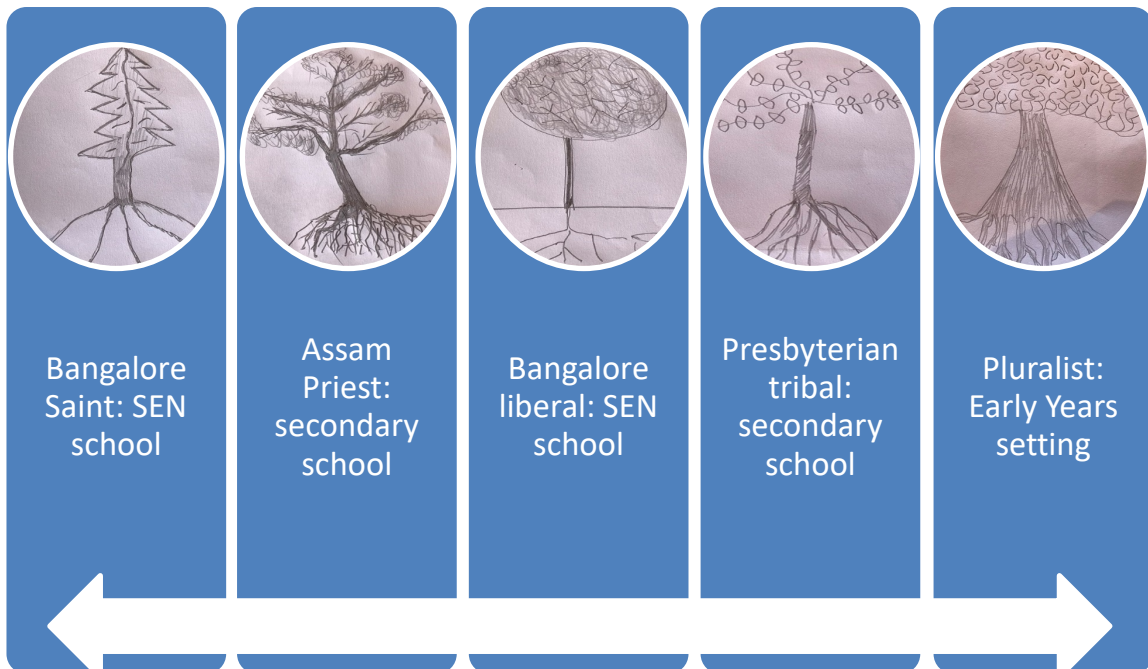 Bangalore
Saint: SEN
school
Assam
Priest:
secondary
school
Bangalore
liberal: SEN
school
Presbyterian
tribal:
secondary
school
Pluralist:
Early Years
setting